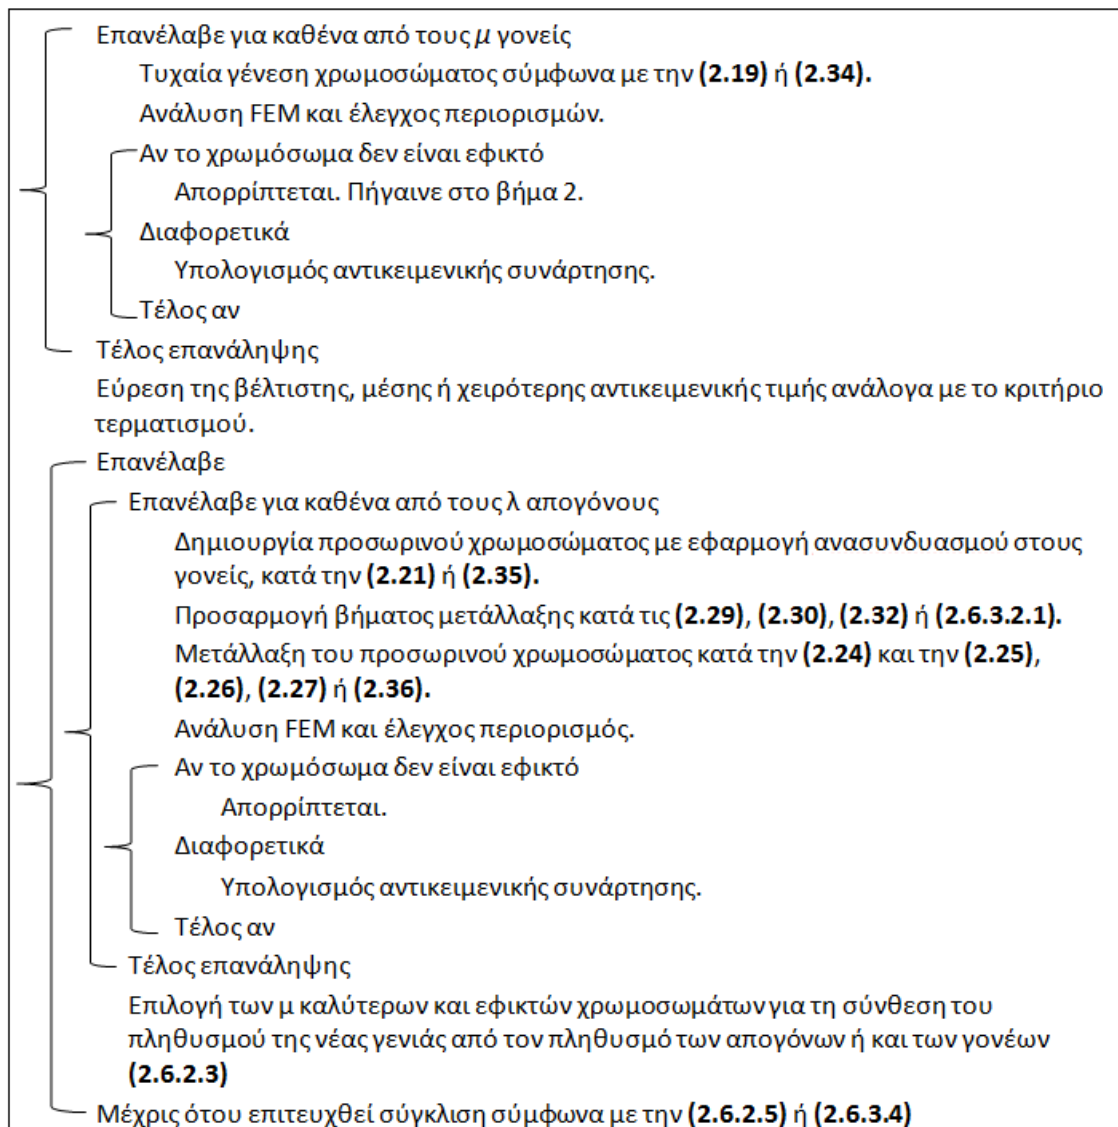 Επανέλαβε για καθένα από τους μ γονείς
Τυχαία γένεση χρωμοσώματος σύμφωνα με την (2.19) ή (2.34).
Ανάλυση FEM και έλεγχος περιορισμών.
Αν το χρωμόσωμα δεν είναι εφικτό
Απορρίπτεται. Πήγαινε στο βήμα 2.
Διαφορετικά
Υπολογισμός αντικειμενικής συνάρτησης.
Τέλος αν
Τέλος επανάληψης
Εύρεση της βέλτιστης, μέσης ή χειρότερης αντικειμενικής τιμής ανάλογα με το κριτήριο
τερματισμού.
Επανέλαβε
Επανέλαβε για καθένα από τους λ απογόνους
Δημιουργία προσωρινού χρωμοσώματος με εφαρμογή ανασυνδυασμού στους
γονείς, κατά την (2.21) ή (2.35).
Προσαρμογή βήματος μετάλλαξης κατά τις (2.29), (2.30), (2.32) ή (2.6.3.2.1).
Μετάλλαξη του προσωρινού χρωμοσώματος κατά την (2.24) και την (2.25),
(2.26), (2.27) ή (2.36).
Ανάλυση FEM και έλεγχος περιορισμός.
Αν το χρωμόσωμα δεν είναι εφικτό
Απορρίπτεται.
Διαφορετικά
Υπολογισμός αντικειμενικής συνάρτησης.
Τέλος αν
Τέλος επανάληψης
Επιλογή των μ καλύτερων και εφικτών χρωμοσωμάτων για τη σύνθεση του
πληθυσμού της νέας γενιάς από τον πληθυσμό των απογόνων ή και των γονέων
(2.6.2.3)
Μέχρις ότου επιτευχθεί σύγκλιση σύμφωνα με την (2.6.2.5) ή (2.6.3.4)